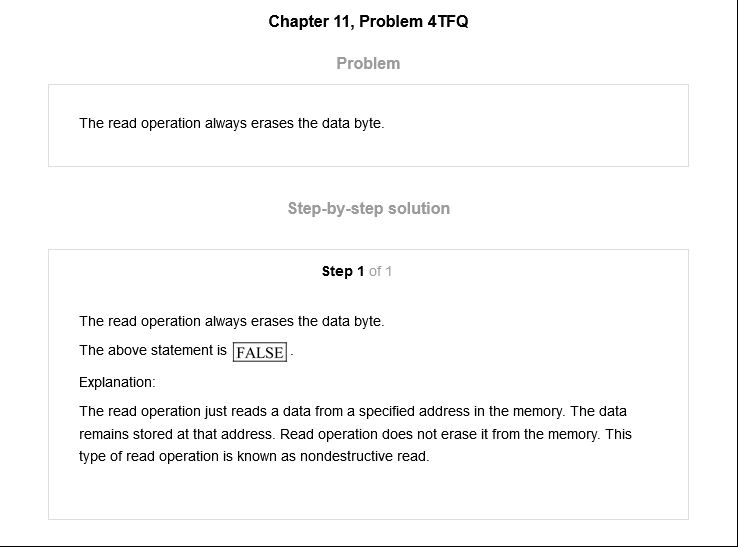 Chapter 11, Problem 4TFQ
Problem
The read operation always erases the data byte.
Step-by-step solution
Step 1 of 1
The read operation always erases the data byte.
The above statement is FALSE .
Explanation:
The read operation just reads a data from a specified address in the memory. The data
remains stored at that address. Read operation does not erase it from the memory. This
type of read operation is known as nondestructive read.